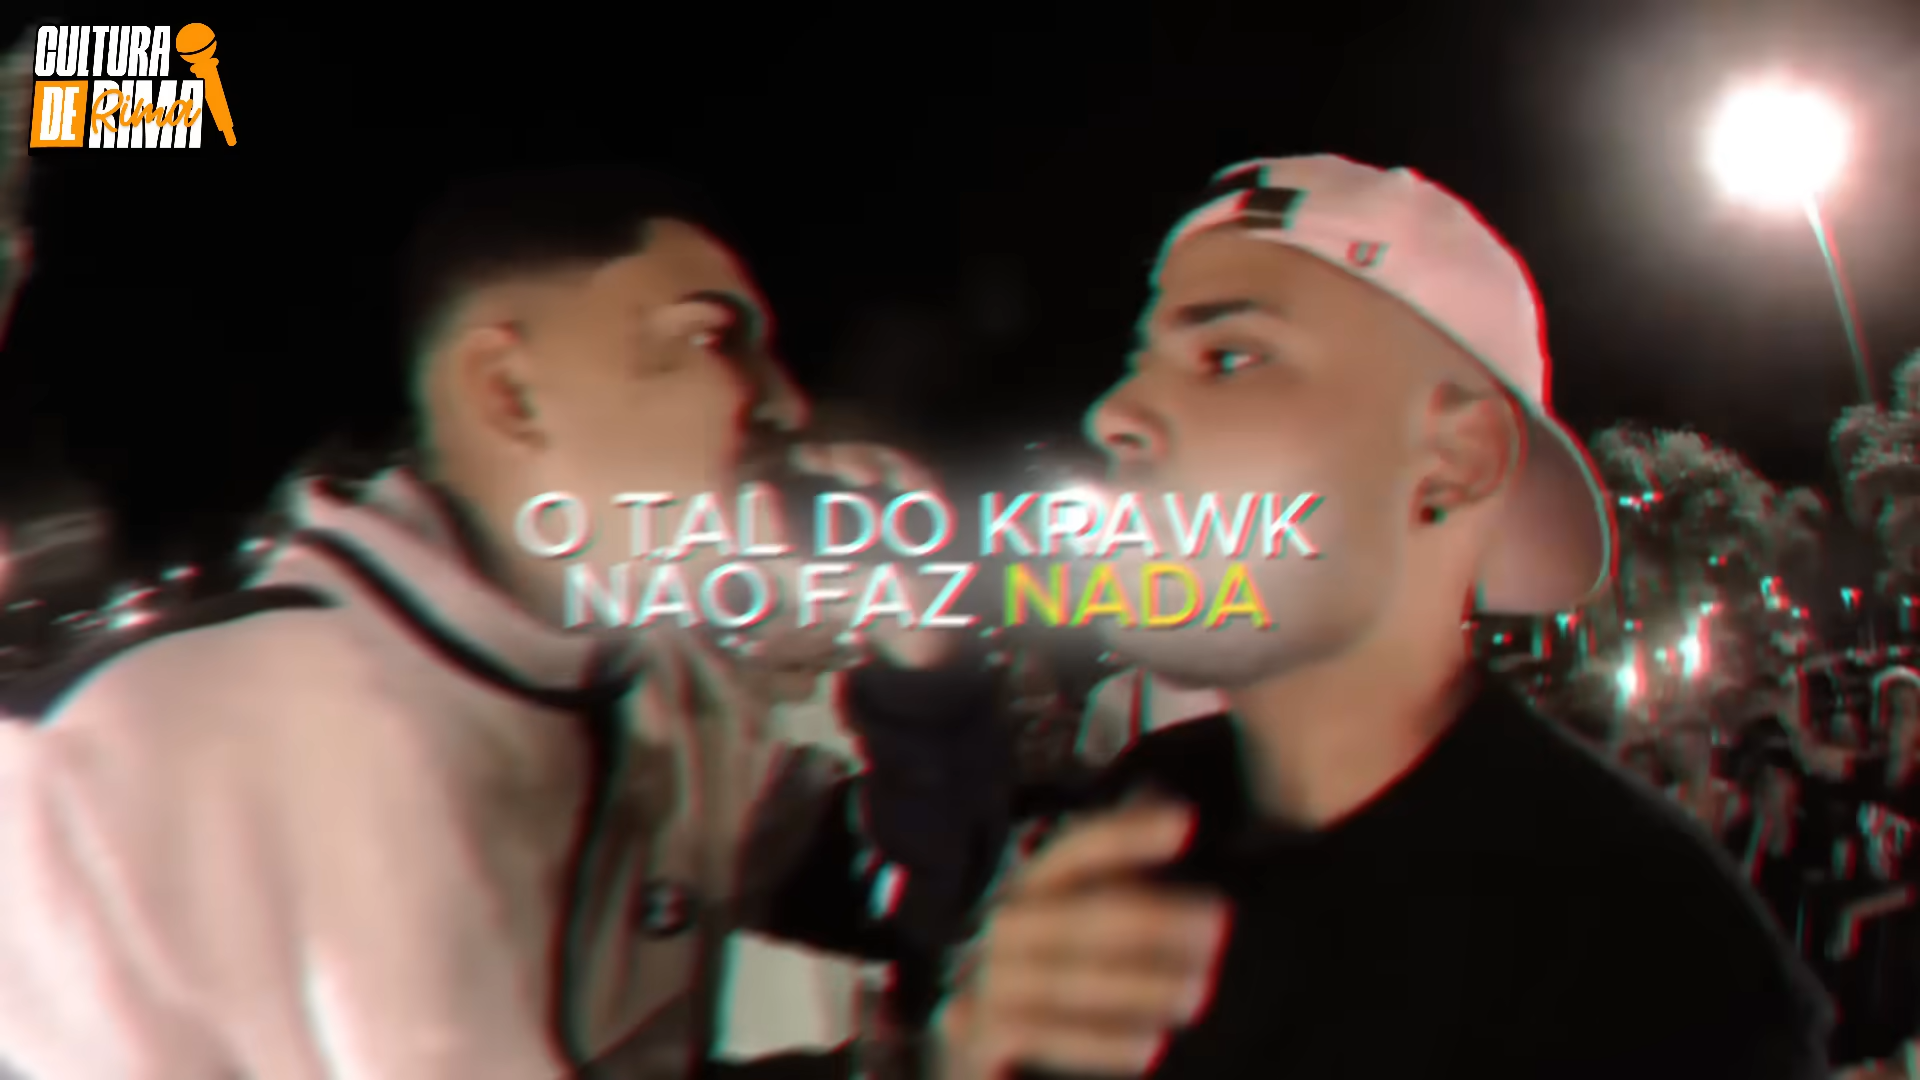 CULTURA
DE RIMA
Rima
O TAL DO KRAWK
NÃO FAZ NADA